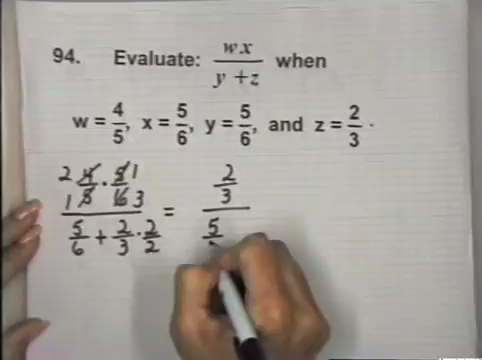 94. Evaluate: wx / y + z when
w = 4/5, x = 5/6, y = 5/6, and z = 2/3.
2 4 / 1 5 · 5 1 / 6 3 = 2/3
5/6 + 2/3 · 2/2 5